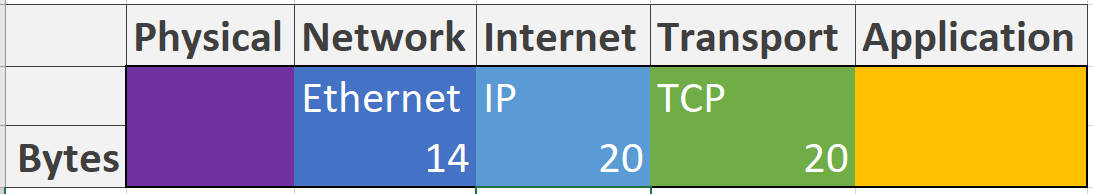 Physical Network Internet Transport Application
Ethernet IP TCP
Bytes 14 20 20